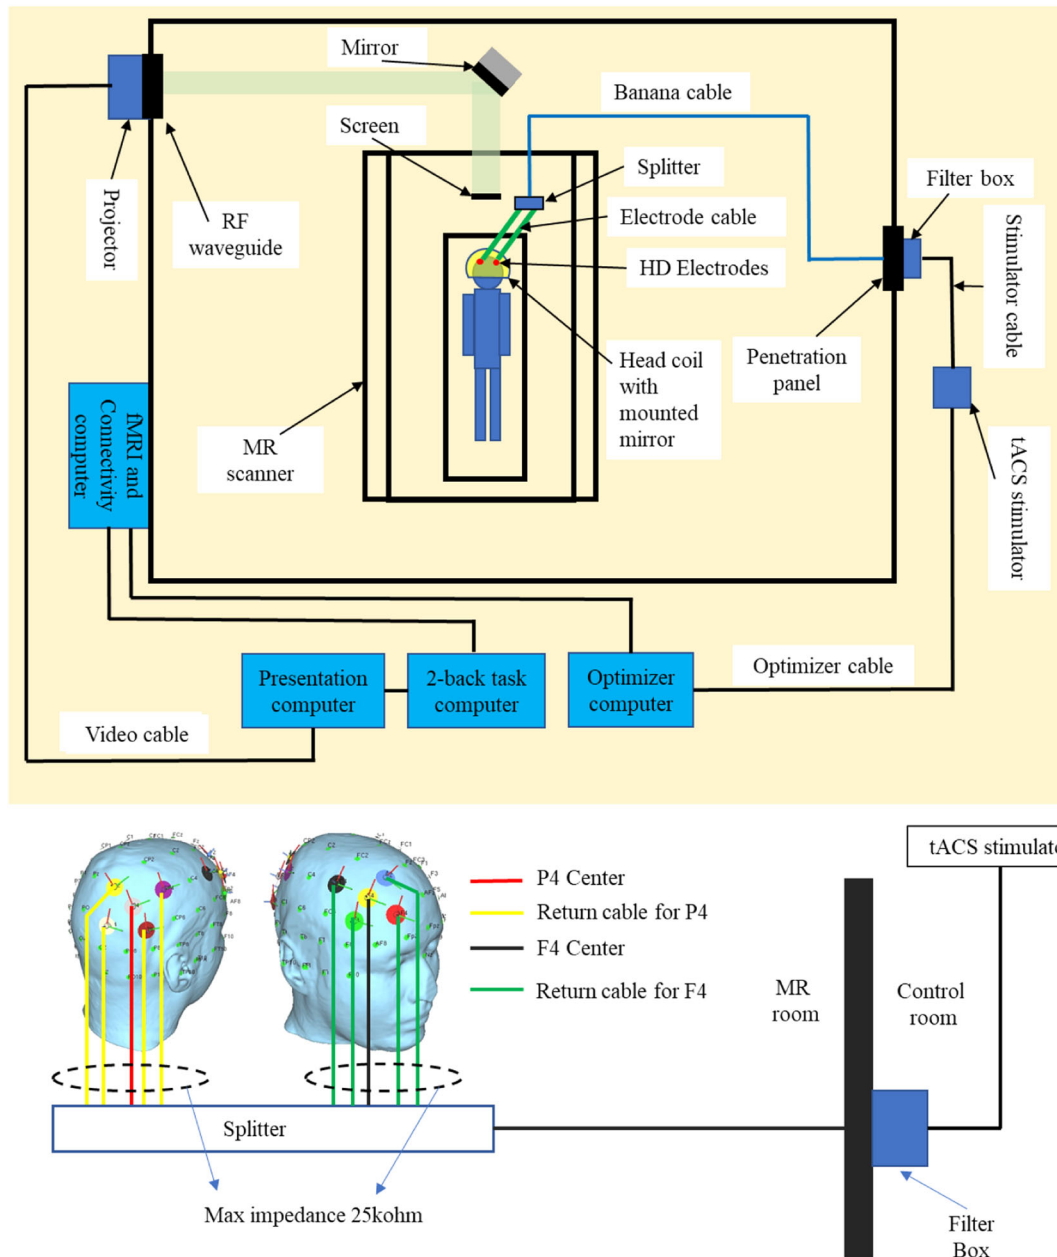 Mirror
Banana cable
Screen
Splitter
Filter box
Projector
RF
waveguide
Electrode cable
HD Electrodes
Stimulator cable
Penetration
panel
Head coil
with
mounted
mirror
fMRI and
Connectivity
computer
MR
scanner
tACS
stimulator
Presentation
computer
2-back task
computer
Optimizer
computer
Optimizer cable
Video cable
tACS stimulato
P4 Center
Return cable for P4
F4 Center
Return cable for F4
MR
room
Control
room
Splitter
Max impedance 25kohm
Filter
Box